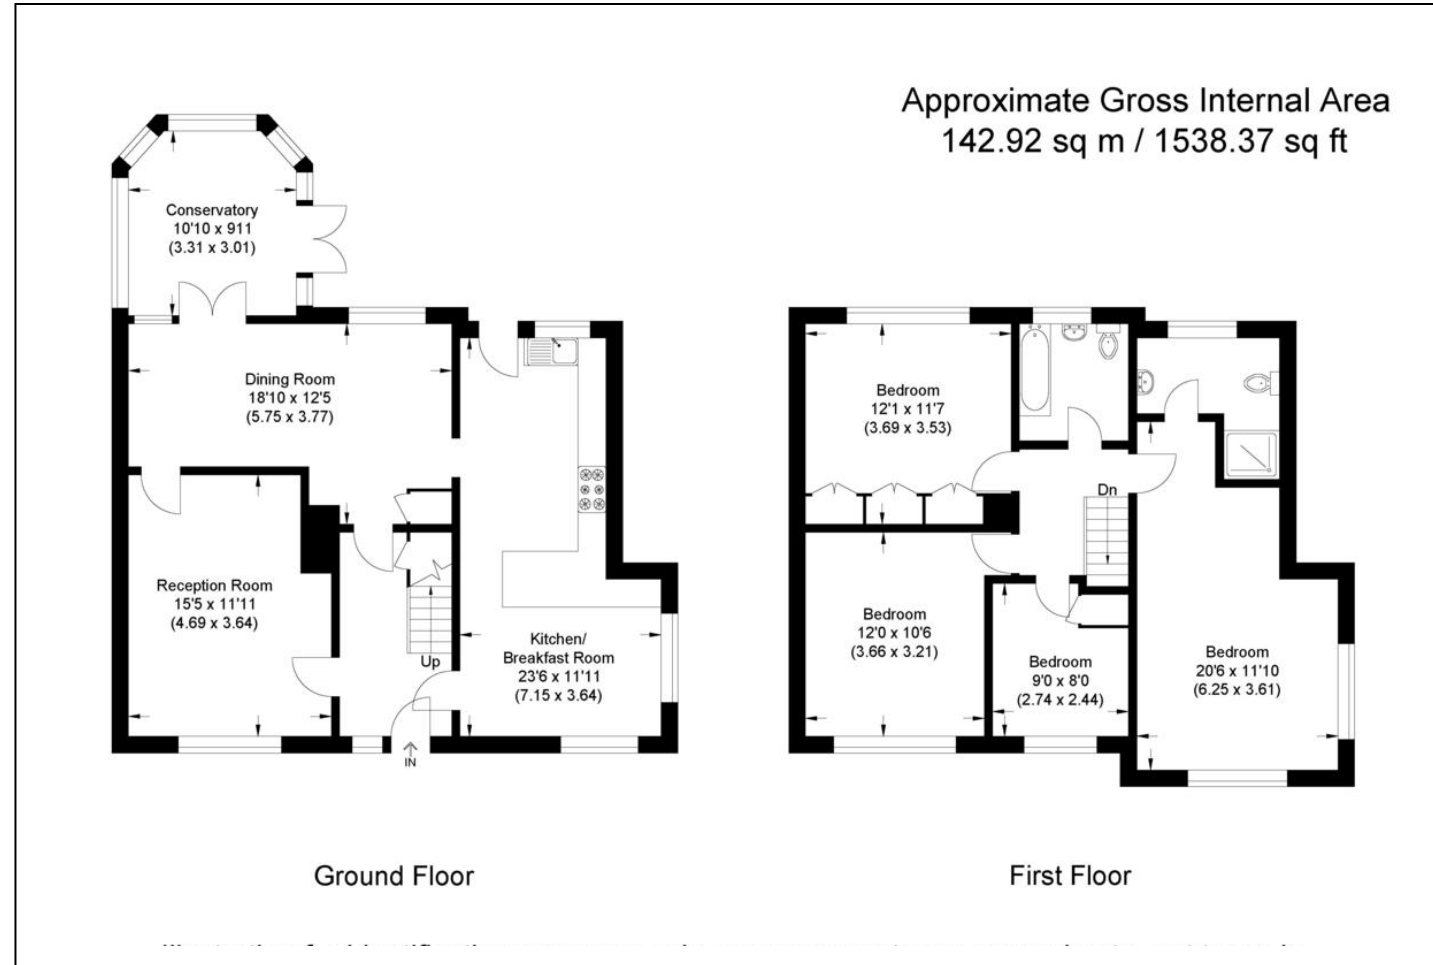 Approximate Gross Internal Area
142.92 sq m / 1538.37 sq ft
Conservatory
10'10 x 911
(3.31 x 3.01)
Dining Room
18'10 x 12'5
(5.75 x 3.77)
Reception Room
15'5 x 11'11
(4.69 x 3.64)
Up
Kitchen/
Breakfast Room
23'6 x 11'11
(7.15 x 3.64)
IN
Ground Floor
Bedroom
12'1 x 11'7
(3.69 x 3.53)
Dn
Bedroom
12'0 x 10'6
(3.66 x 3.21)
Bedroom
9'0 x 8'0
(2.74 x 2.44)
Bedroom
20'6 x 11'10
(6.25 x 3.61)
First Floor